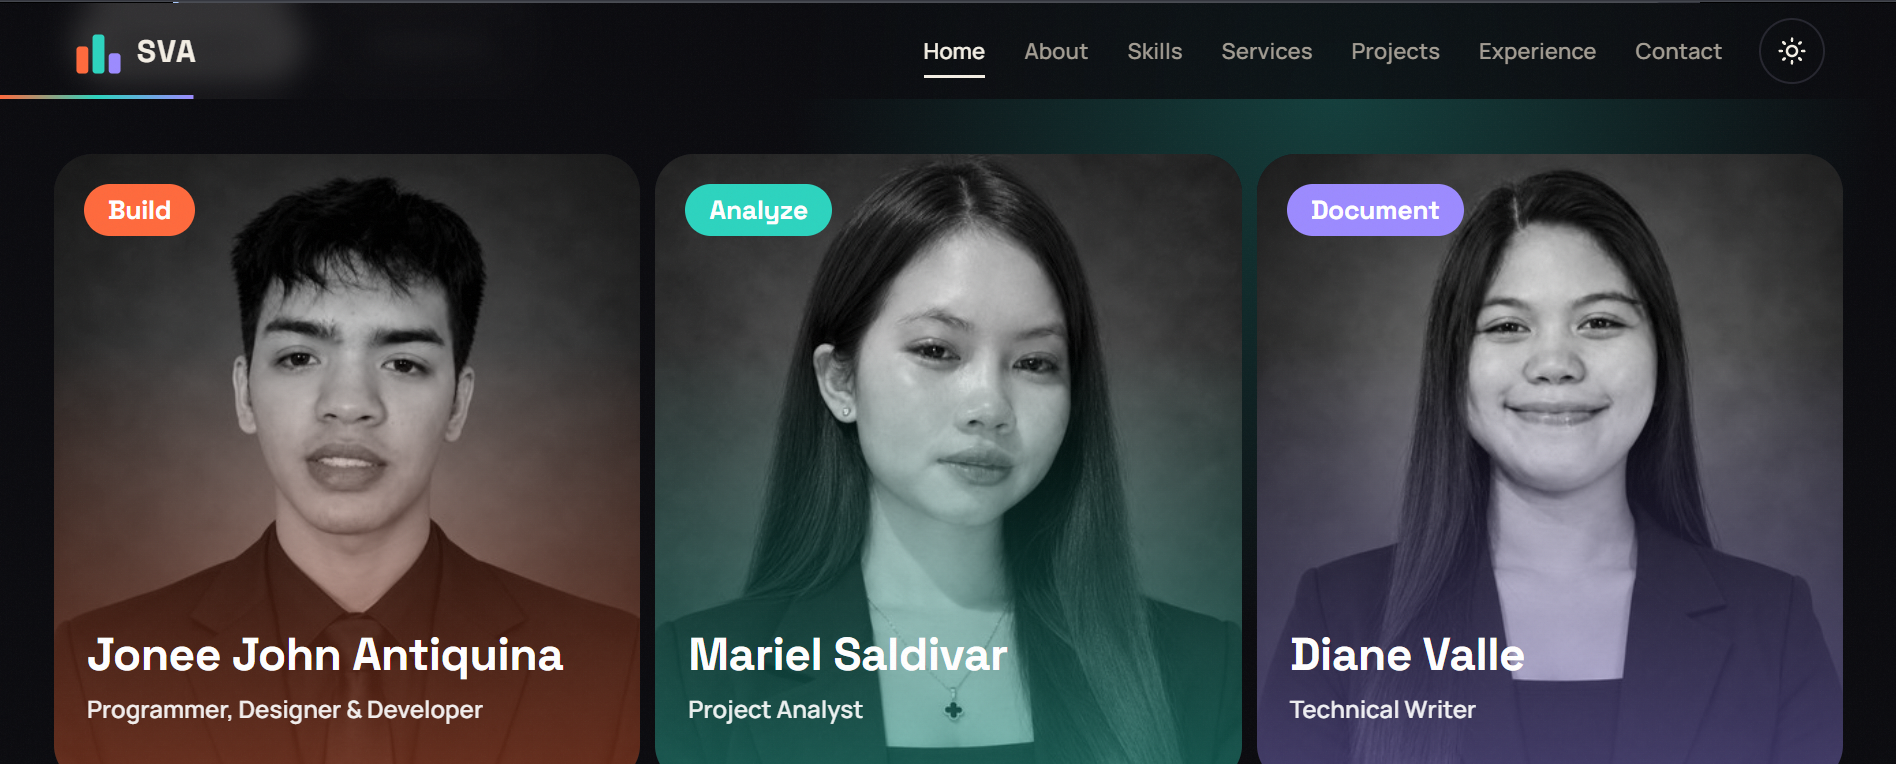 SVA
Home About Skills Services Projects Experience Contact
Build
Analyze
Document
Jonee John Antiquina
Programmer, Designer & Developer
Mariel Saldivar
Project Analyst
Diane Valle
Technical Writer